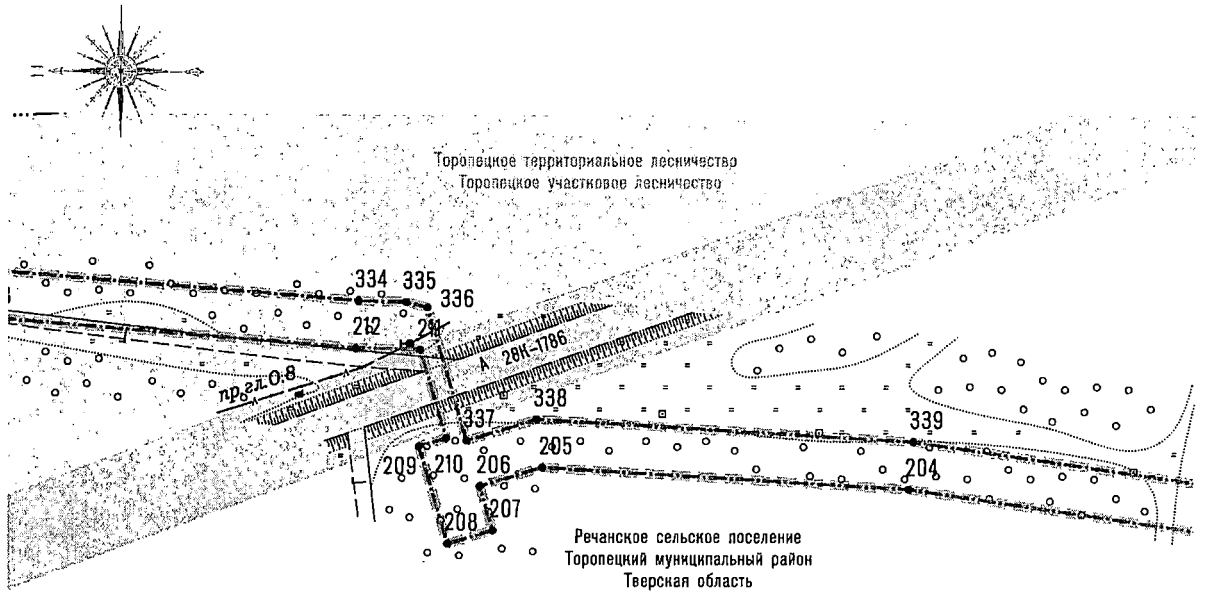 Торопецкое территориальное лесничество
Торопецкое участковое лесничество
334
335
336
212
211
А 28К-1786
пр.гл.0.8
337
338
339
209
210
206
205
204
207
208
Речанское сельское поселение
Торопецкий муниципальный район
Тверская область